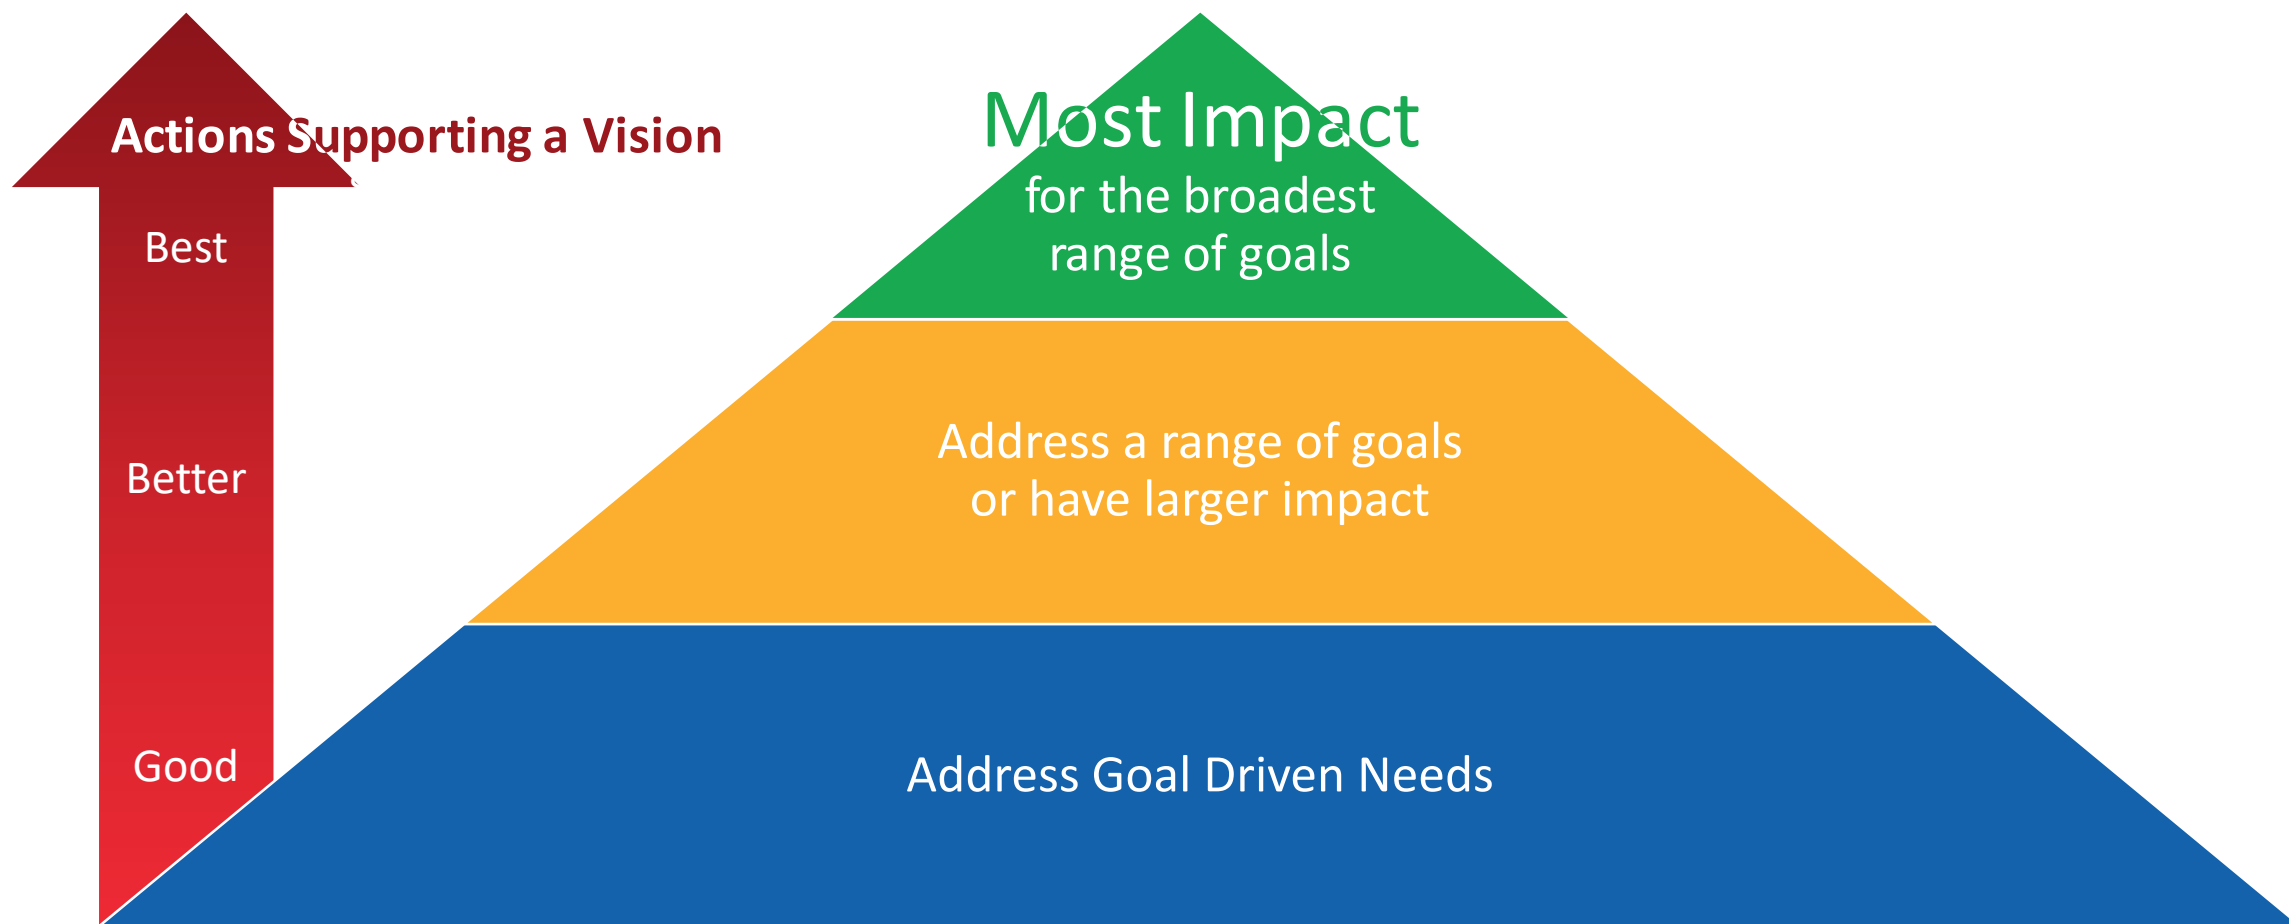 Actions Supporting a Vision
Best
Better
Good
Most Impact
for the broadest
range of goals
Address a range of goals
or have larger impact
Address Goal Driven Needs